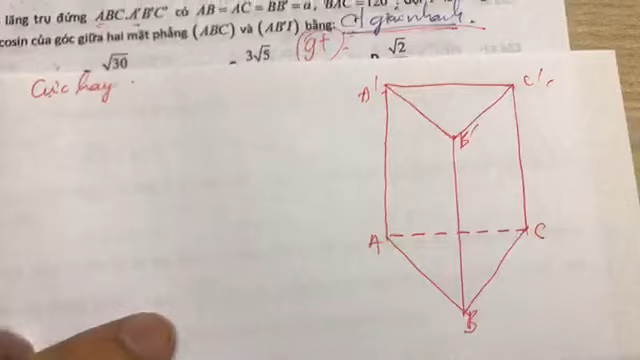 lăng trụ đứng ABC.A'B'C' có AB = AC = BB' = a, BAC = 120°
cosin của góc giữa hai mặt phẳng (ABC) và (AB'I) bằng:
(gt)
√30
3√5
√2
Cực hay.
A'
C'
B'
A
C
B